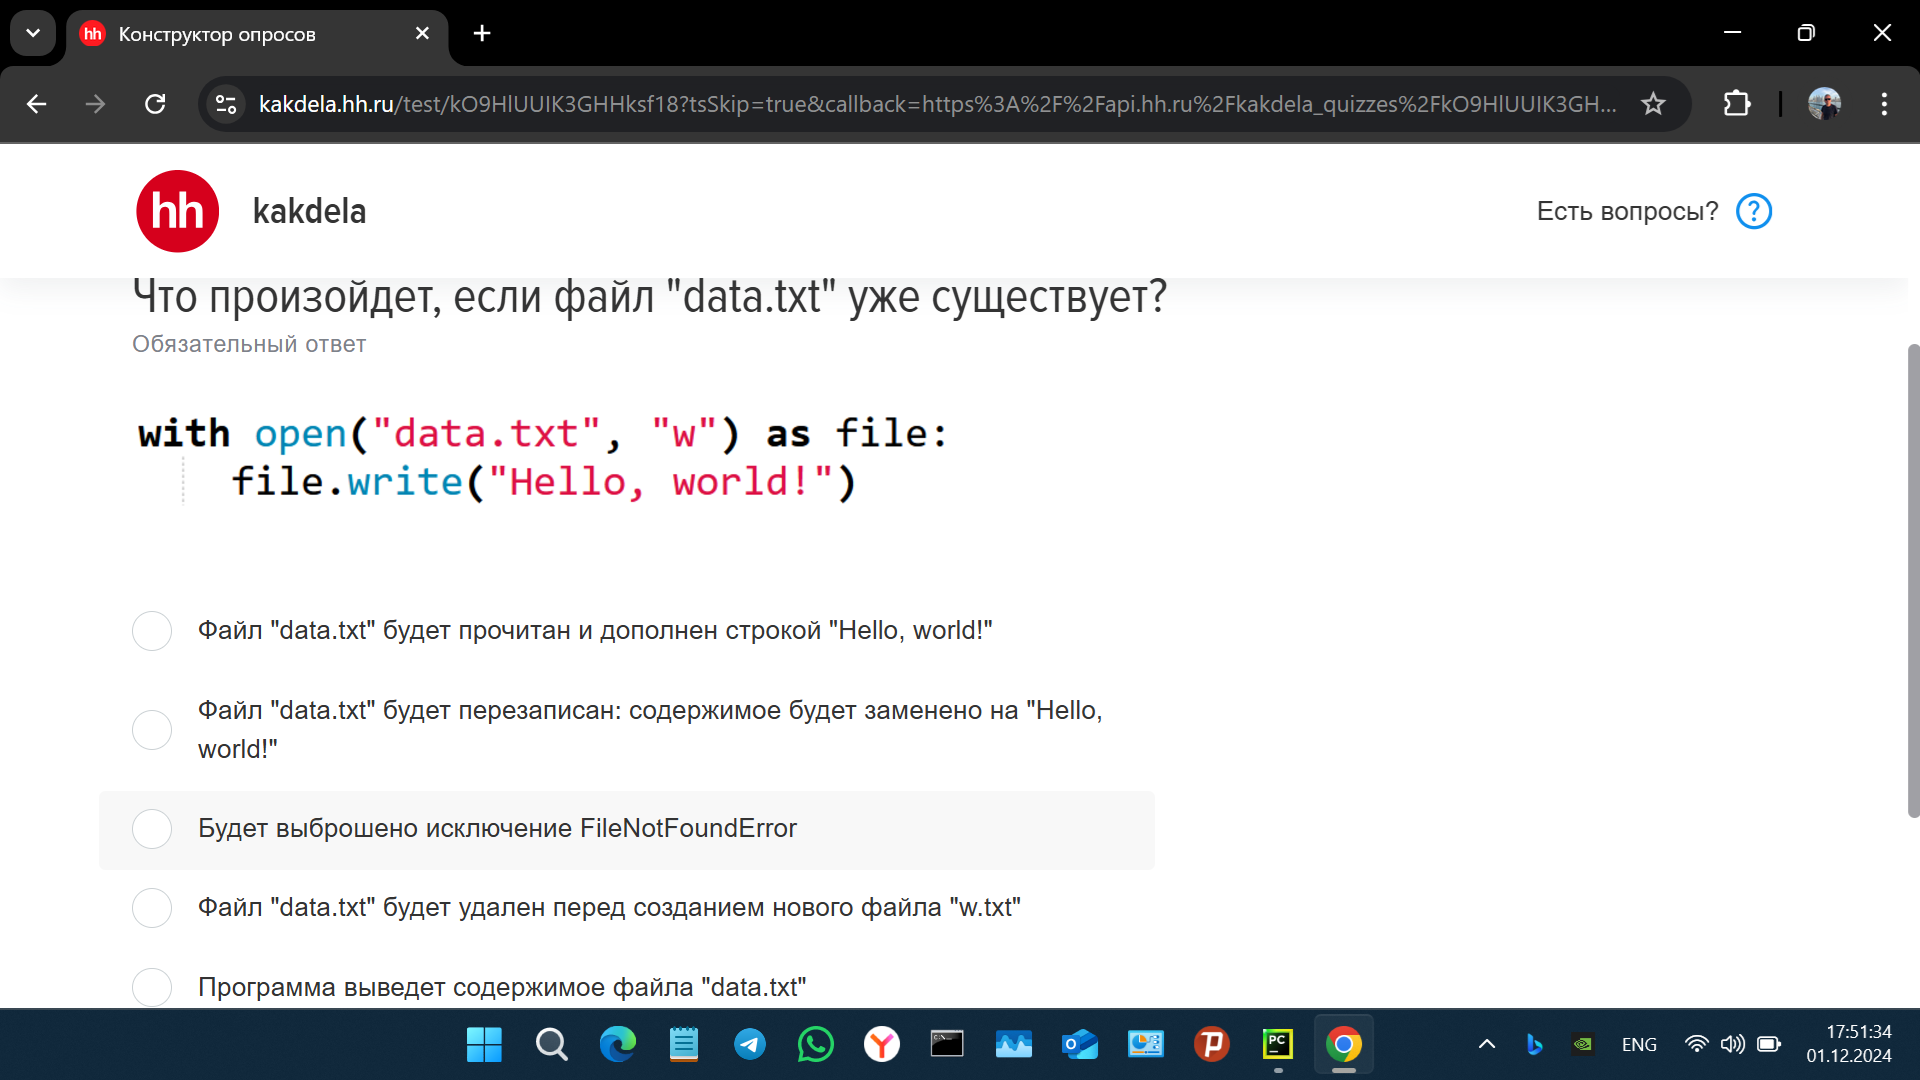 hh Конструктор опросов
kakdela.hh.ru/test/kO9HlUUIK3GHHksf18?tsSkip=true&callback=https%3A%2F%2Fapi.hh.ru%2Fkakdela_quizzes%2FkO9HlUUIK3GH...
hh kakdela
Есть вопросы? ?
Что произойдет, если файл "data.txt" уже существует?
Обязательный ответ
with open("data.txt", "w") as file:
file.write("Hello, world!")
Файл "data.txt" будет прочитан и дополнен строкой "Hello, world!"
Файл "data.txt" будет перезаписан: содержимое будет заменено на "Hello,
world!"
Будет выброшено исключение FileNotFoundError
Файл "data.txt" будет удален перед созданием нового файла "w.txt"
Программа выведет содержимое файла "data.txt"
PC
ENG
17:51:34
01.12.2024